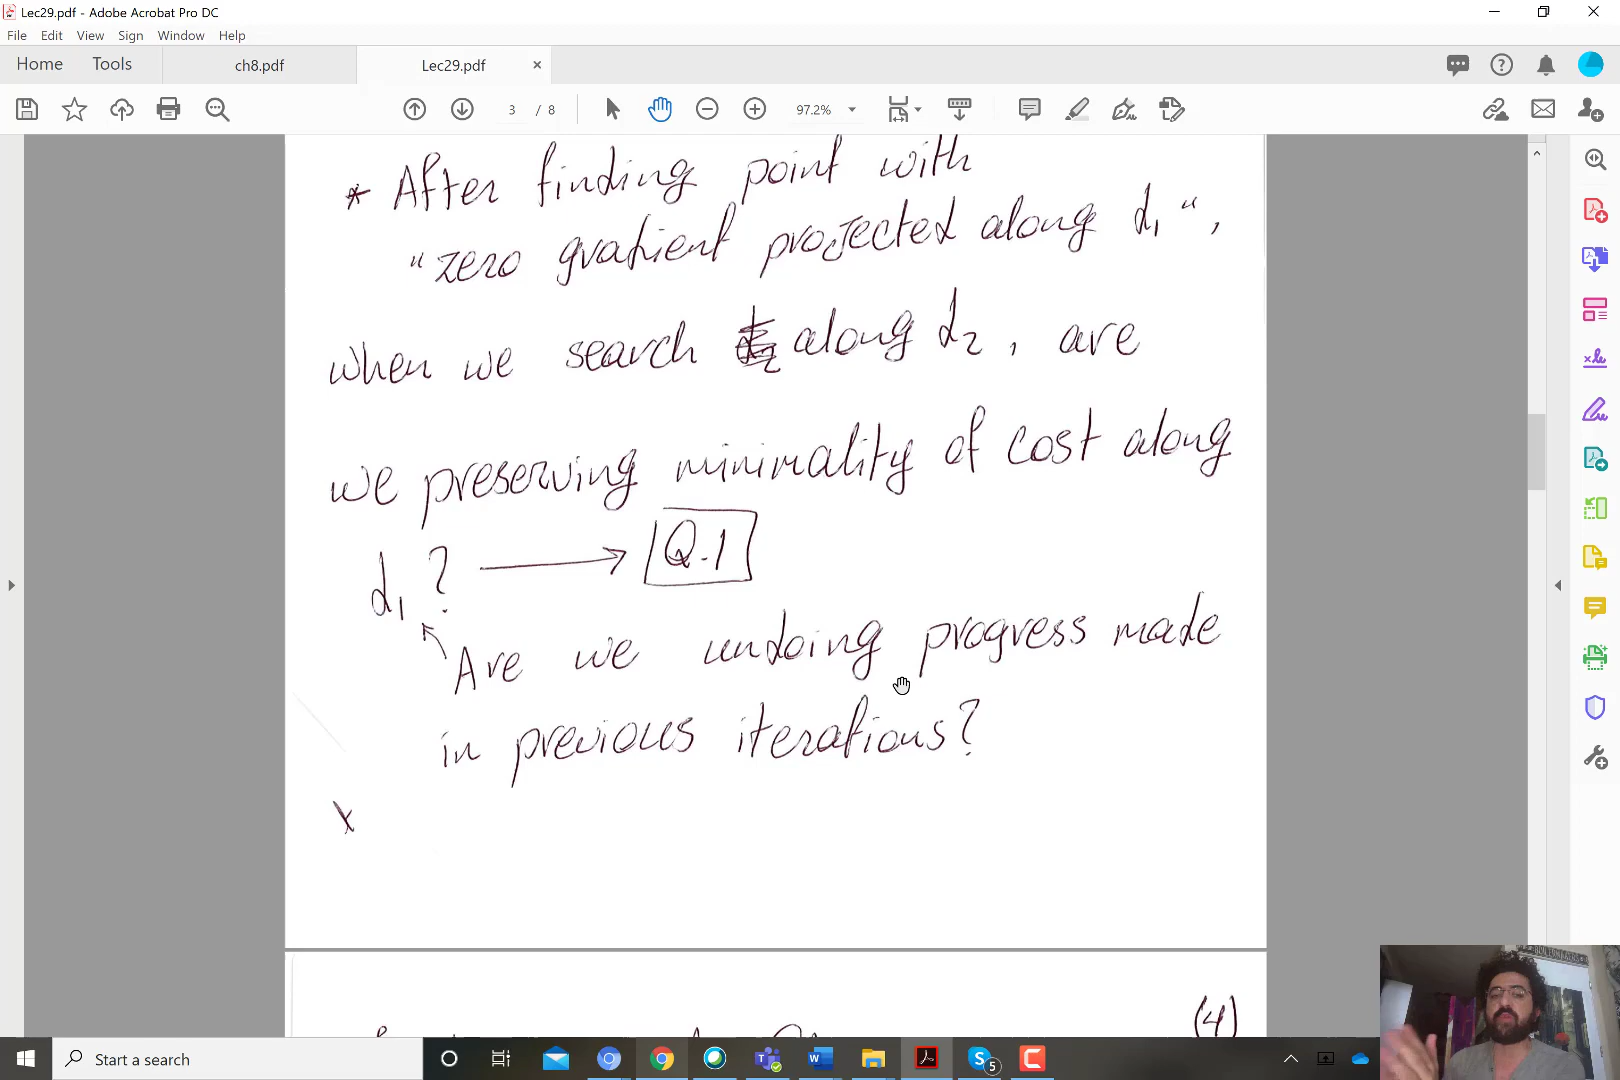 Lec29.pdf - Adobe Acrobat Pro DC
File Edit View Sign Window Help
Home Tools ch8.pdf Lec29.pdf ×
3 / 8 97.2%
* After finding point with
"zero gradient projected along d1",
when we search along d2, are
we preserving minimality of cost along
d1? → Q.1
Are we undoing progress made
in previous iterations?
(4)
Start a search
5